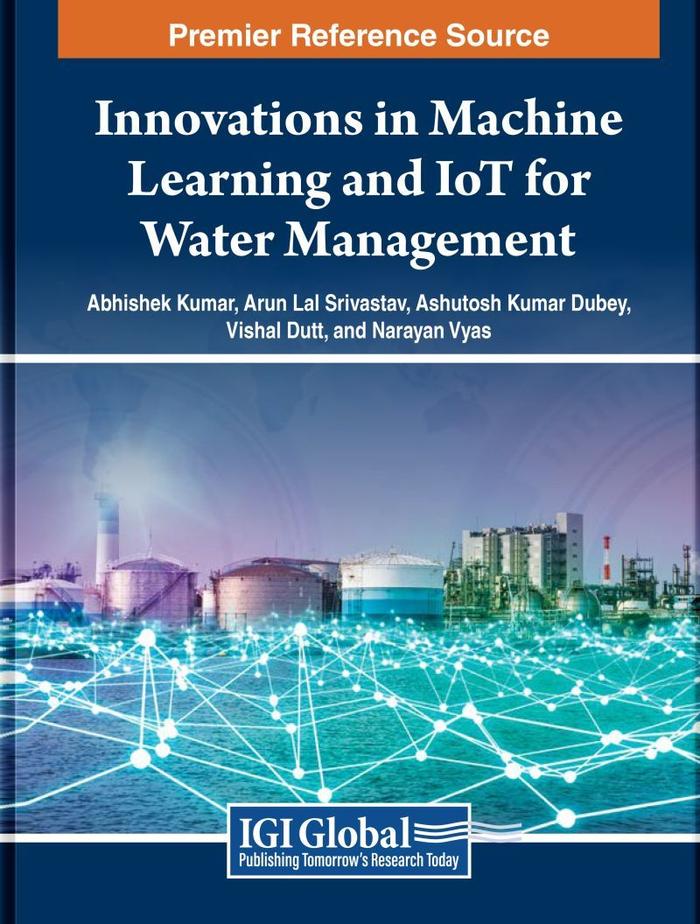 Premier Reference Source
Innovations in Machine
Learning and IoT for
Water Management
Abhishek Kumar, Arun Lal Srivastav, Ashutosh Kumar Dubey,
Vishal Dutt, and Narayan Vyas
IGI Global
Publishing Tomorrow's Research Today